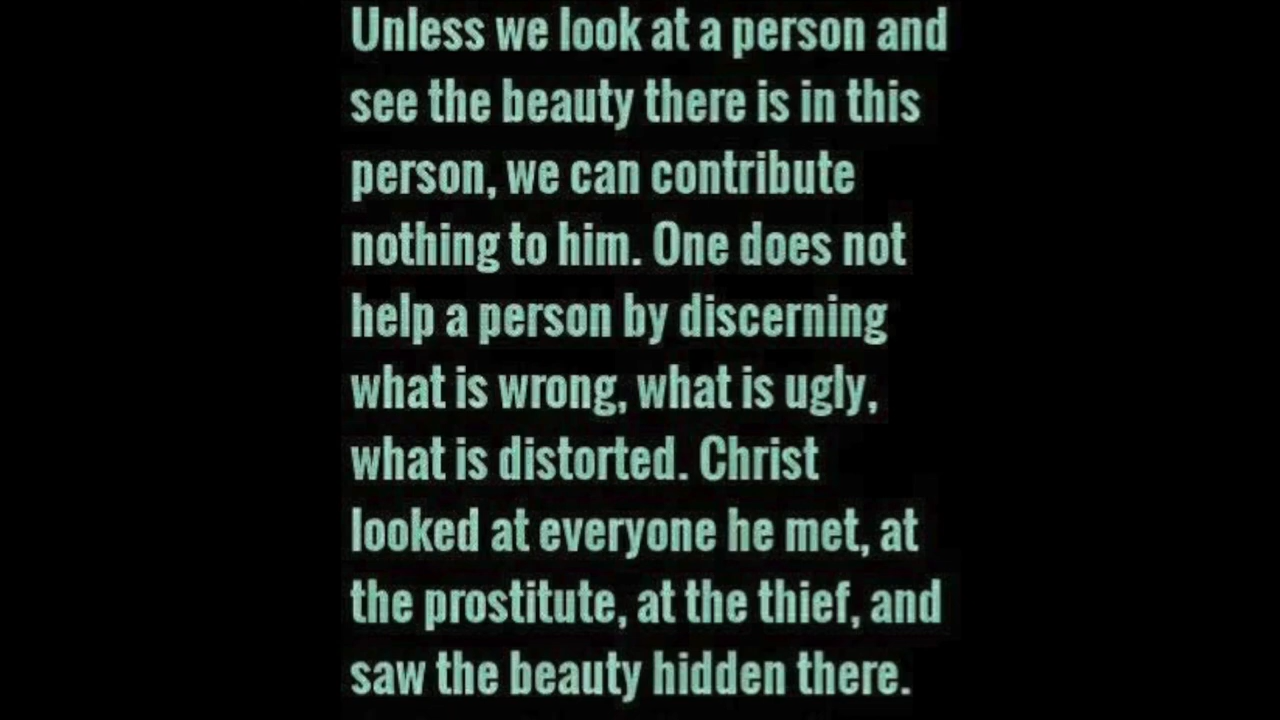 Unless we look at a person and
see the beauty there is in this
person, we can contribute
nothing to him. One does not
help a person by discerning
what is wrong, what is ugly,
what is distorted. Christ
looked at everyone he met, at
the prostitute, at the thief, and
saw the beauty hidden there.